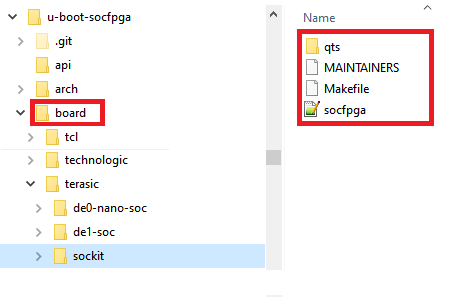 u-boot-socfpga
.git
api
arch
board
tcl
technologic
terasic
de0-nano-soc
de1-soc
sockit
Name
qts
MAINTAINERS
Makefile
socfpga